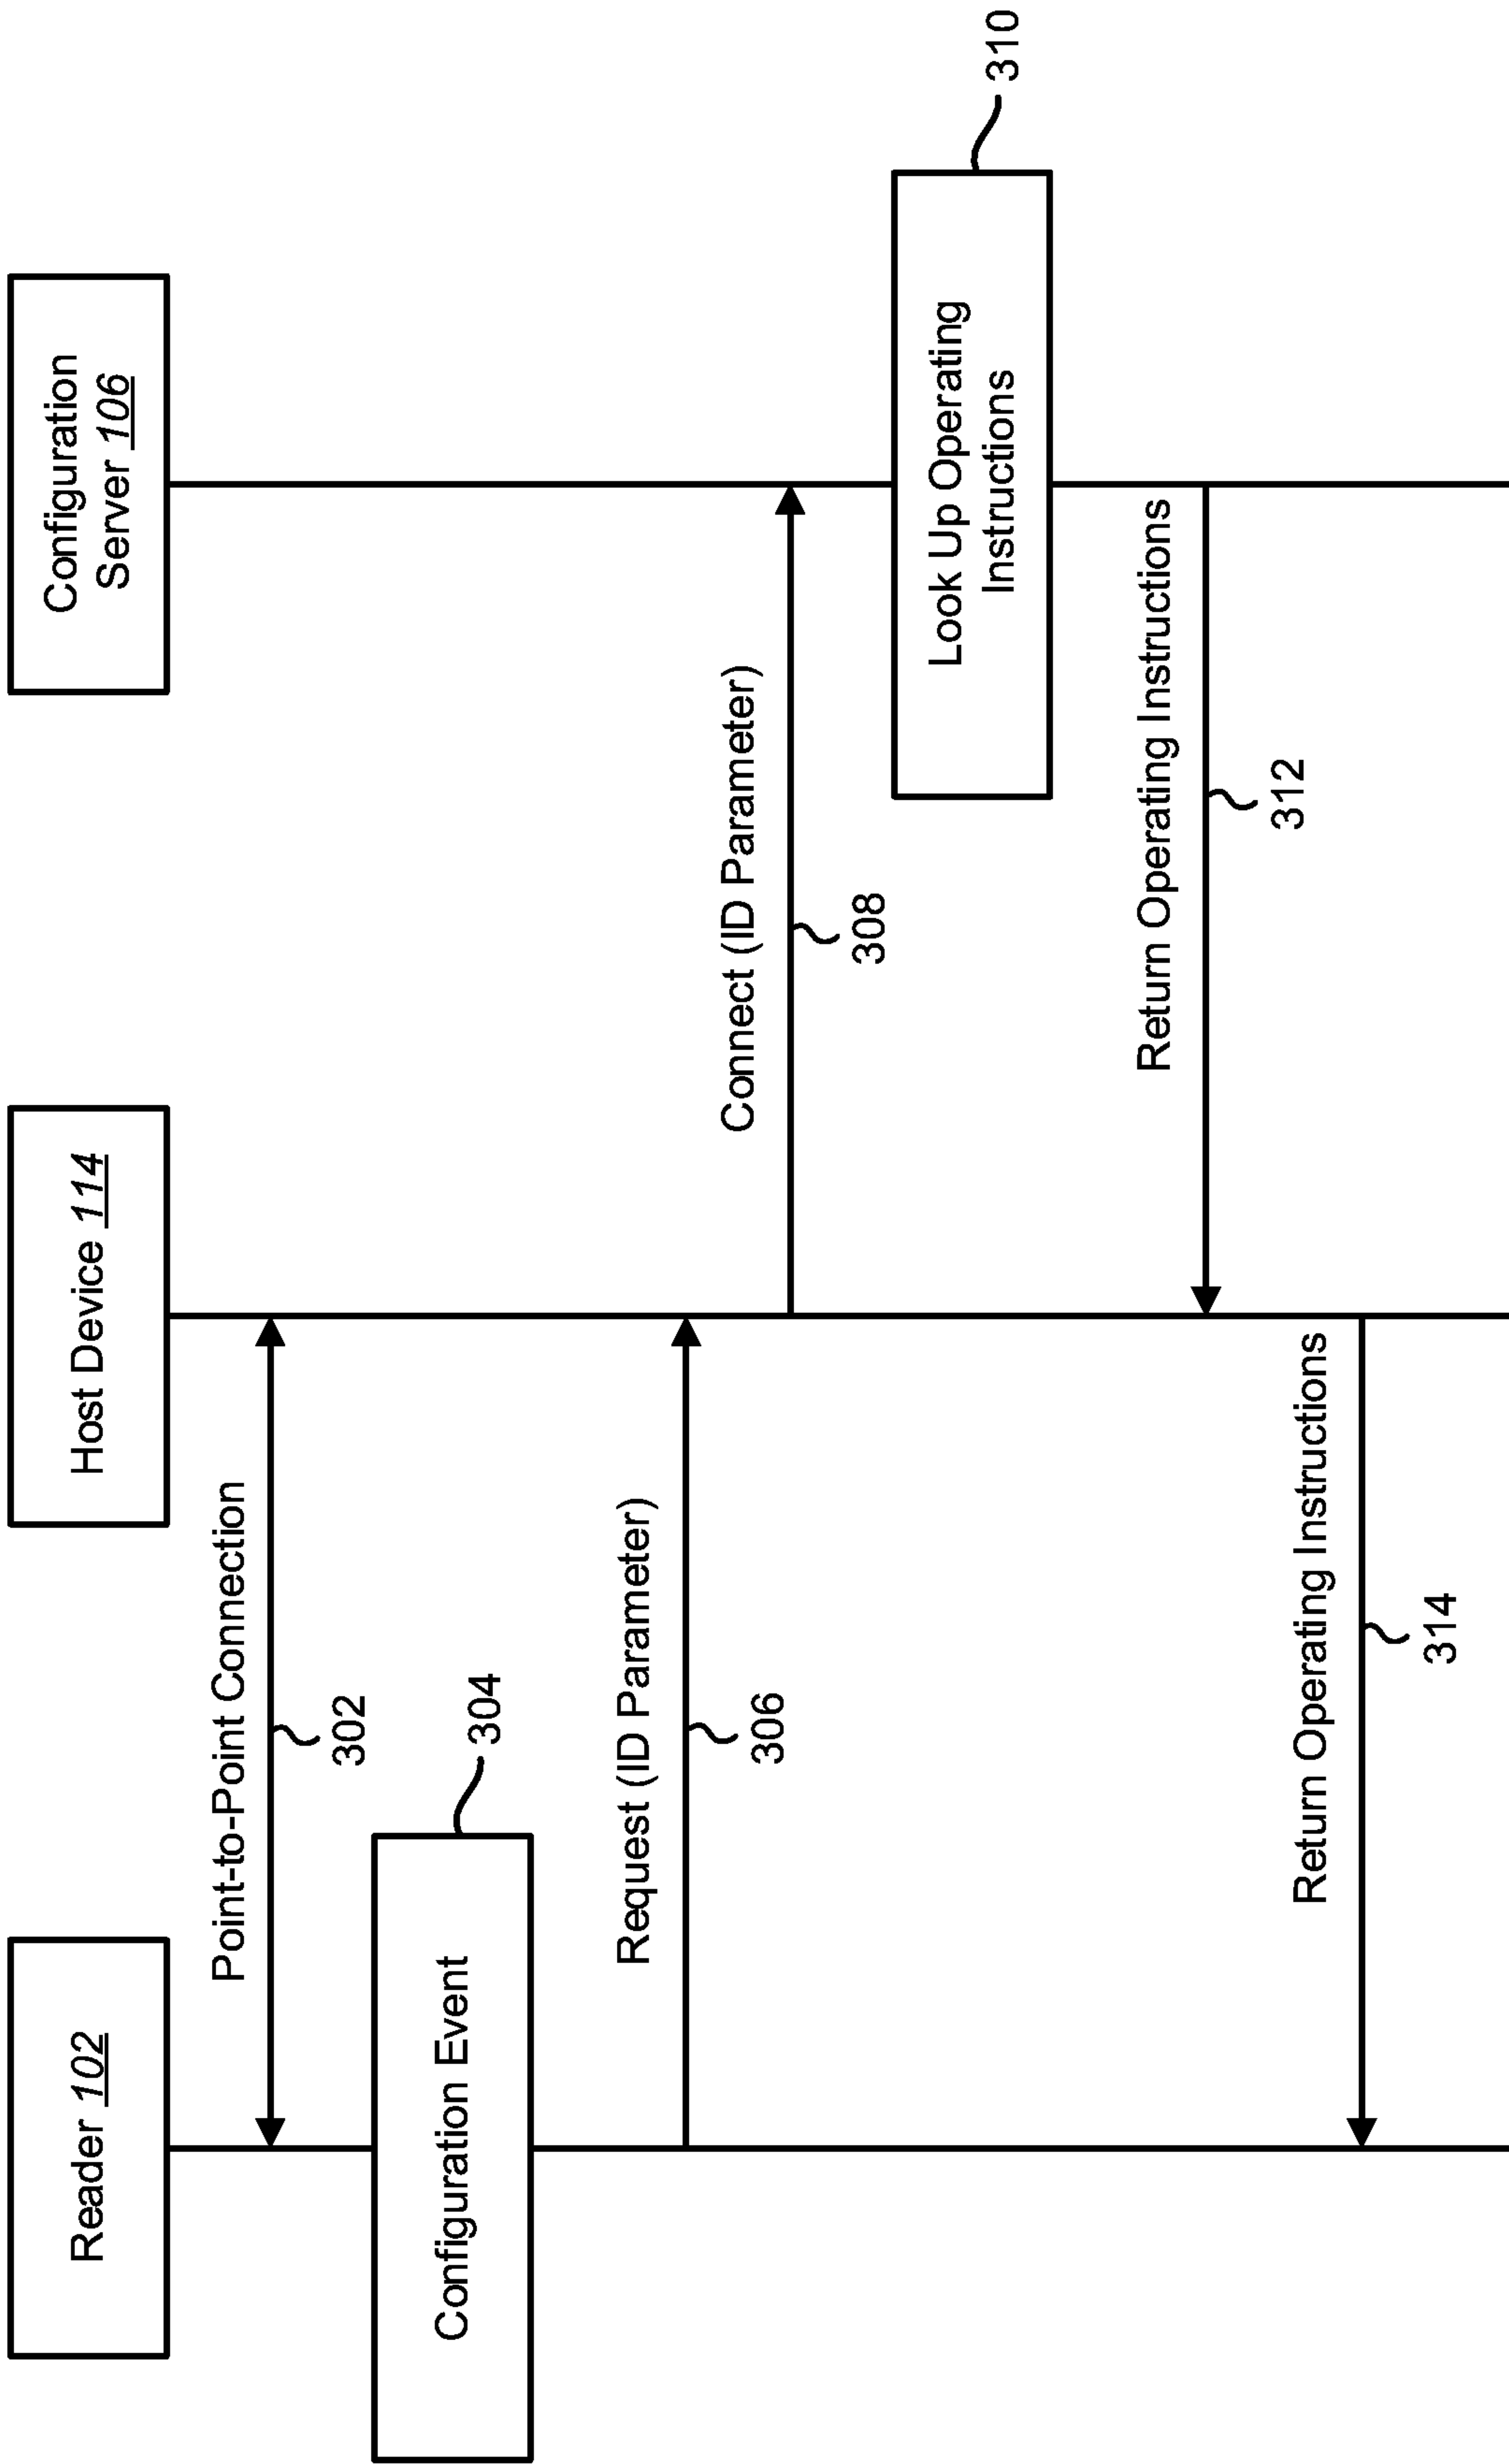 Reader 102
Host Device 114
Configuration
Server 106
Point-to-Point Connection
302
Configuration Event
304
Request (ID Parameter)
306
Connect (ID Parameter)
308
Look Up Operating
Instructions
310
Return Operating Instructions
312
Return Operating Instructions
314